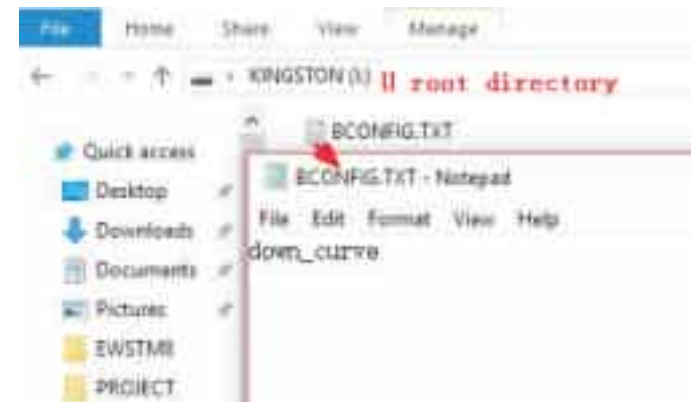 File Home Share View Manage
KINGSTON (I:) U root directory
BCONFIG.TXT
Quick access
BCONFIG.TXT - Notepad
Desktop
File Edit Format View Help
Downloads
down_curve
Documents
Pictures
EWSTM8
PROJECT